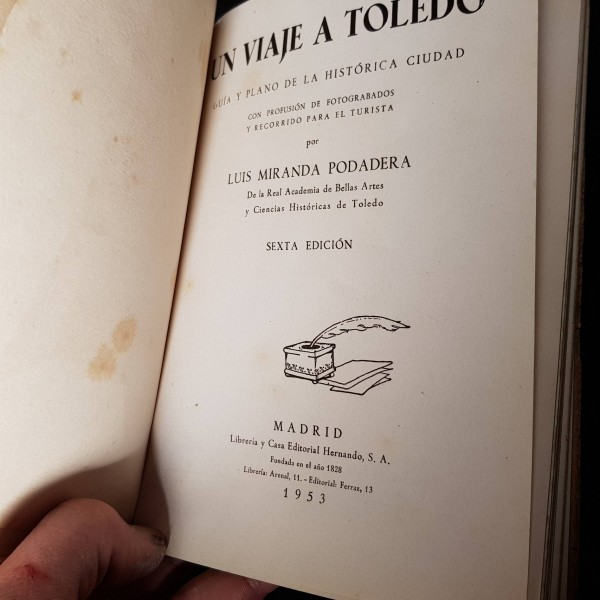 UN VIAJE A TOLEDO
GUÍA Y PLANO DE LA HISTÓRICA CIUDAD
CON PROFUSIÓN DE FOTOGRABADOS
Y RECORRIDO PARA EL TURISTA
por
LUIS MIRANDA PODADERA
De la Real Academia de Bellas Artes
y Ciencias Históricas de Toledo
SEXTA EDICIÓN
MADRID
Librería y Casa Editorial Hernando, S. A.
Fundada en el año 1828
Librería: Arenal, 11.-Editorial: Ferraz, 13
1953